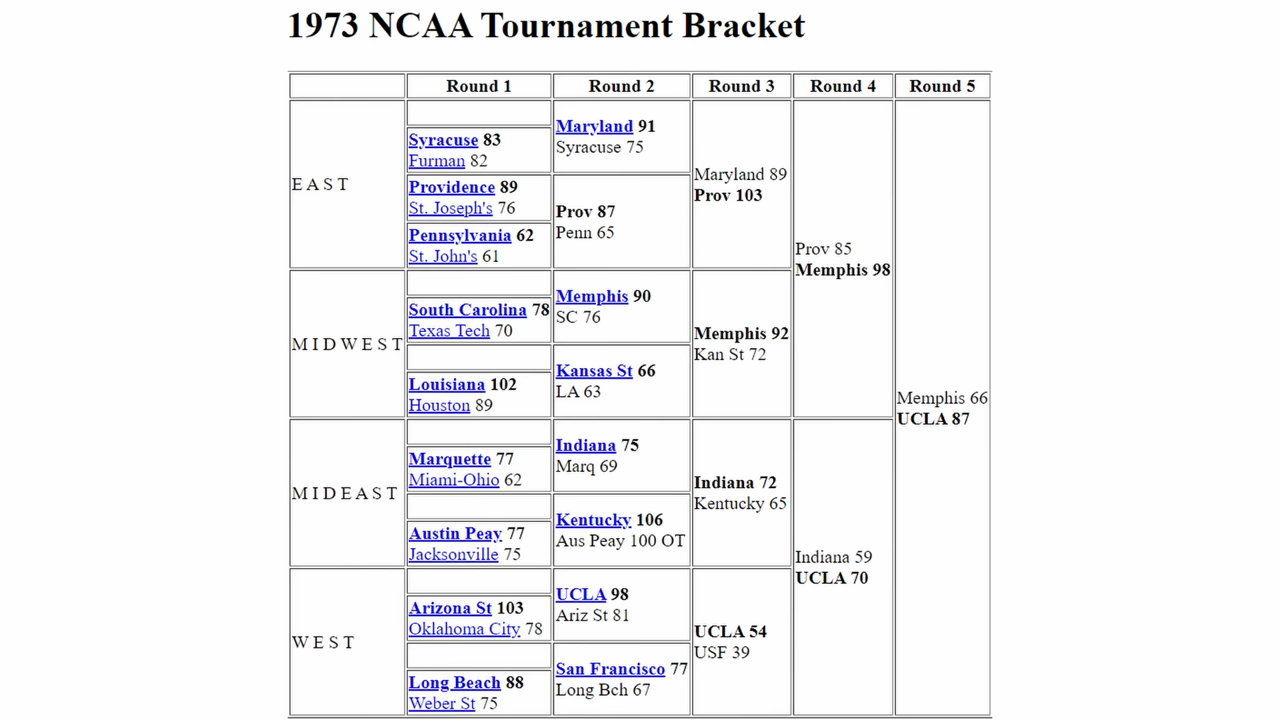 1973 NCAA Tournament Bracket
Round 1 Round 2 Round 3 Round 4 Round 5
EAST
Syracuse 83
Furman 82
Providence 89
St. Joseph's 76
Pennsylvania 62
St. John's 61
Maryland 91
Syracuse 75
Prov 87
Penn 65
Maryland 89
Prov 103
Prov 85
Memphis 98
Memphis 66
UCLA 87
MIDWEST
South Carolina 78
Texas Tech 70
Louisiana 102
Houston 89
Memphis 90
SC 76
Kansas St 66
LA 63
Memphis 92
Kan St 72
MIDEAST
Marquette 77
Miami-Ohio 62
Austin Peay 77
Jacksonville 75
Indiana 75
Marq 69
Kentucky 106
Aus Peay 100 OT
Indiana 72
Kentucky 65
Indiana 59
UCLA 70
WEST
Arizona St 103
Oklahoma City 78
Long Beach 88
Weber St 75
UCLA 98
Ariz St 81
San Francisco 77
Long Bch 67
UCLA 54
USF 39